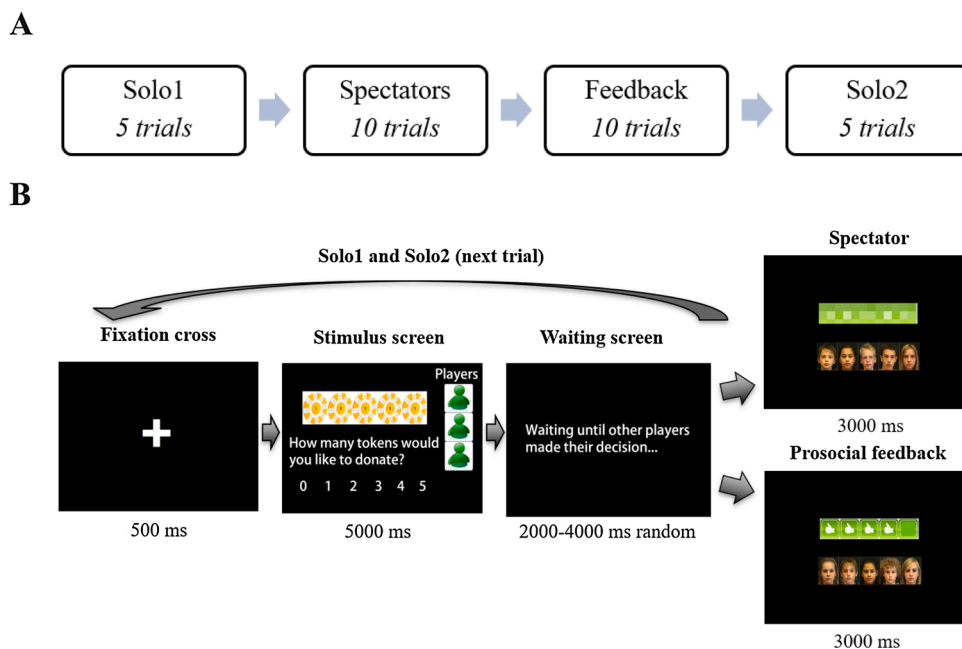 A
Solo1
5 trials
Spectators
10 trials
Feedback
10 trials
Solo2
5 trials
B
Solo1 and Solo2 (next trial)
Fixation cross
500 ms
Stimulus screen
Players
How many tokens would
you like to donate?
0 1 2 3 4 5
5000 ms
Waiting screen
Waiting until other players
made their decision...
2000-4000 ms random
Spectator
3000 ms
Prosocial feedback
3000 ms